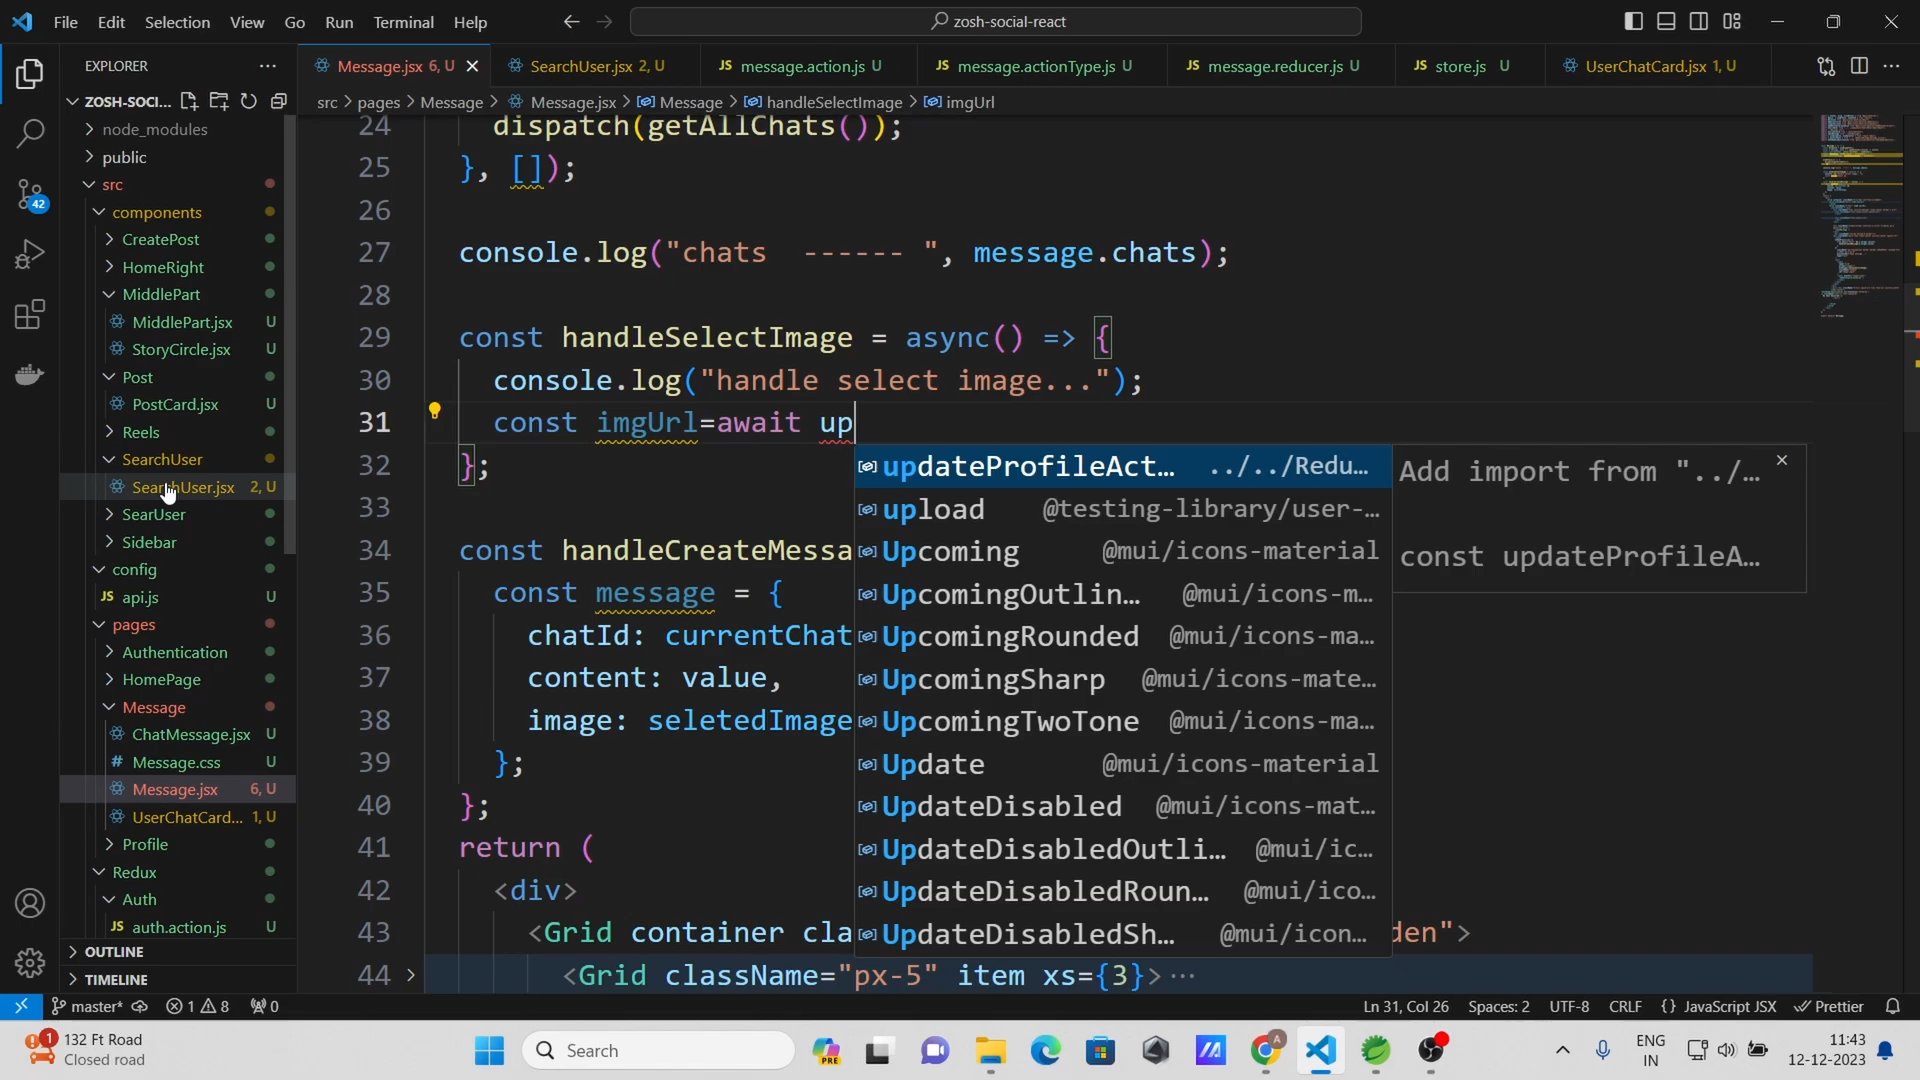 File Edit Selection View Go Run Terminal Help
zosh-social-react
EXPLORER
Message.jsx 6, U
SearchUser.jsx 2, U
JS message.action.js U
JS message.actionType.js U
JS message.reducer.js U
JS store.js U
UserChatCard.jsx 1, U
src > pages > Message > Message.jsx > Message > handleSelectImage > imgUrl
ZOSH-SOCI...
node_modules
public
src
components
CreatePost
HomeRight
MiddlePart
MiddlePart.jsx U
StoryCircle.jsx U
Post
PostCard.jsx U
Reels
SearchUser
SearchUser.jsx 2, U
SearUser
Sidebar
config
JS api.js U
pages
Authentication
HomePage
Message
ChatMessage.jsx U
# Message.css U
Message.jsx 6, U
UserChatCard... 1, U
Profile
Redux
Auth
JS auth.action.js U
OUTLINE
TIMELINE
42
24 dispatch(getAllChats());
25 }, []);
26
27 console.log("chats  ------ ", message.chats);
28
29 const handleSelectImage = async() => {
30 console.log("handle select image...");
31 const imgUrl=await up
32 };
33
34 const handleCreateMessa
35 const message = {
36 chatId: currentChat
37 content: value,
38 image: seletedImage
39 };
40 };
41 return (
42 <div>
43 <Grid container cla den">
44 <Grid className="px-5" item xs={3}> ...
updateProfileAct... ../../Redu...
upload @testing-library/user-...
Upcoming @mui/icons-material
UpcomingOutlin... @mui/icons-m...
UpcomingRounded @mui/icons-ma...
UpcomingSharp @mui/icons-mate...
UpcomingTwoTone @mui/icons-ma...
Update @mui/icons-material
UpdateDisabled @mui/icons-mat...
UpdateDisabledOutli... @mui/ic...
UpdateDisabledRoun... @mui/ico...
UpdateDisabledSh... @mui/icon...
Add import from "../...
const updateProfileA...
master* 1 8 0
Ln 31, Col 26 Spaces: 2 UTF-8 CRLF {} JavaScript JSX Prettier
1
132 Ft Road
Closed road
Search
PRE
A
ENG
IN
11:43
12-12-2023